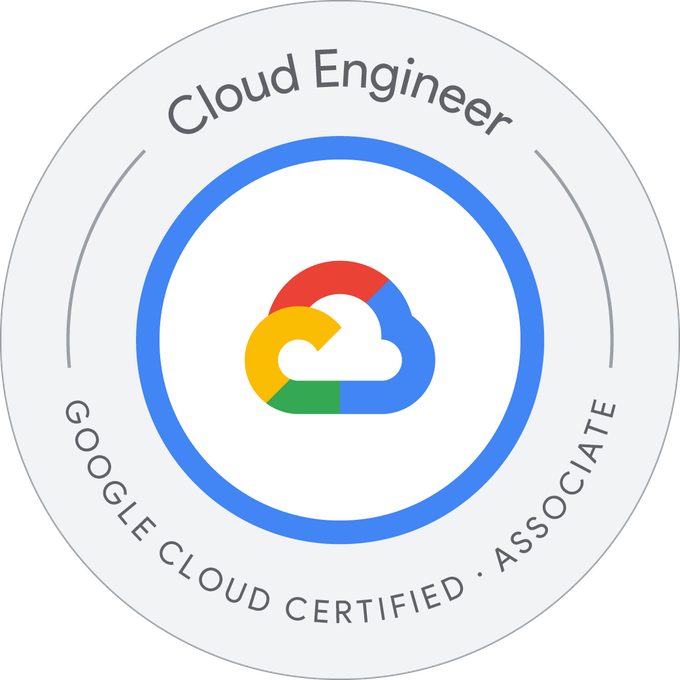 Cloud Engineer
GOOGLE CLOUD CERTIFIED · ASSOCIATE